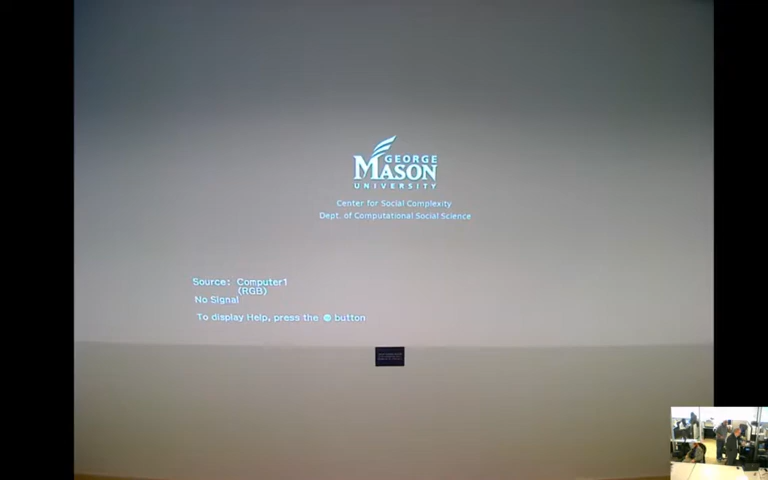 GEORGE
MASON
UNIVERSITY
Center for Social Complexity
Dept. of Computational Social Science
Source: Computer1
(RGB)
No Signal
To display Help, press the button